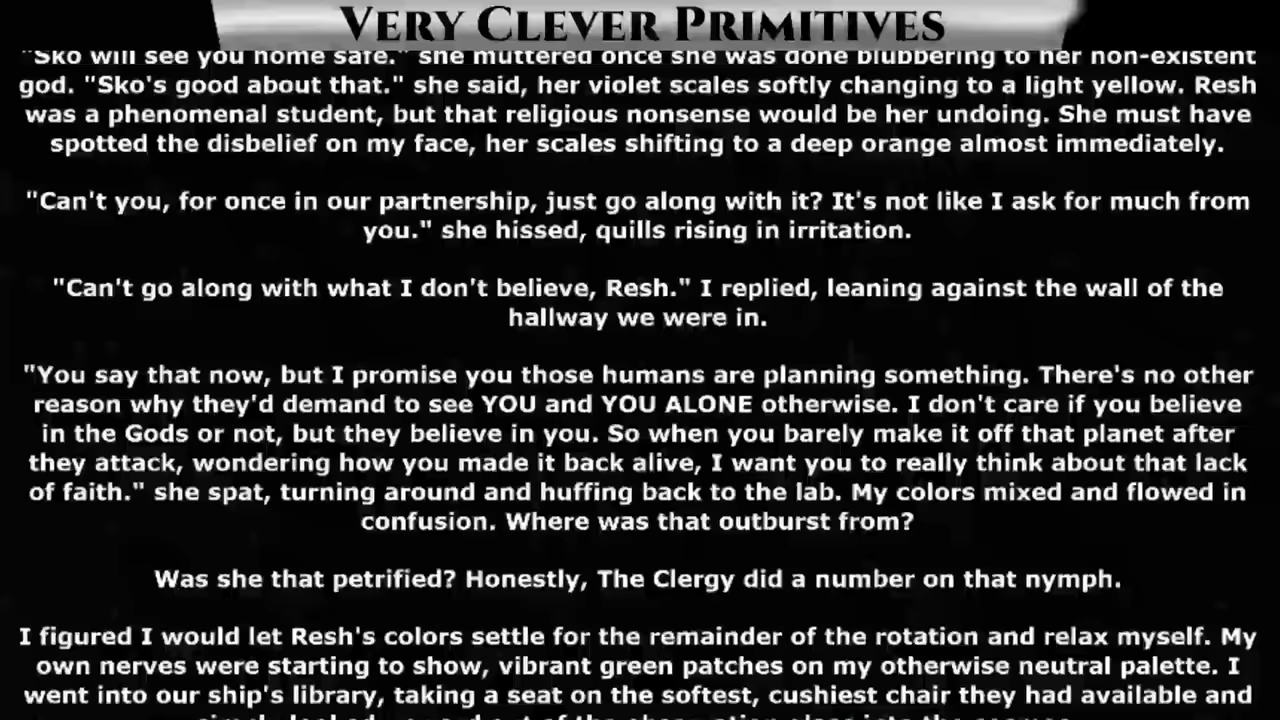 VERY CLEVER PRIMITIVES
"Sko will see you home safe." she muttered once she was done blubbering to her non-existent
god. "Sko's good about that." she said, her violet scales softly changing to a light yellow. Resh
was a phenomenal student, but that religious nonsense would be her undoing. She must have
spotted the disbelief on my face, her scales shifting to a deep orange almost immediately.
"Can't you, for once in our partnership, just go along with it? It's not like I ask for much from
you." she hissed, quills rising in irritation.
"Can't go along with what I don't believe, Resh." I replied, leaning against the wall of the
hallway we were in.
"You say that now, but I promise you those humans are planning something. There's no other
reason why they'd demand to see YOU and YOU ALONE otherwise. I don't care if you believe
in the Gods or not, but they believe in you. So when you barely make it off that planet after
they attack, wondering how you made it back alive, I want you to really think about that lack
of faith." she spat, turning around and huffing back to the lab. My colors mixed and flowed in
confusion. Where was that outburst from?
Was she that petrified? Honestly, The Clergy did a number on that nymph.
I figured I would let Resh's colors settle for the remainder of the rotation and relax myself. My
own nerves were starting to show, vibrant green patches on my otherwise neutral palette. I
went into our ship's library, taking a seat on the softest, cushiest chair they had available and